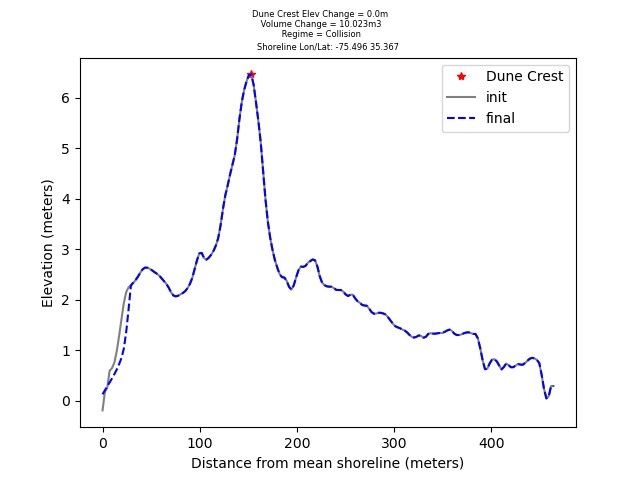 Dune Crest Elev Change = 0.0m
Volume Change = 10.023m3
Regime = Collision
Shoreline Lon/Lat: -75.496 35.367
Dune Crest
init
final
Elevation (meters)
6
5
4
3
2
1
0
0 100 200 300 400
Distance from mean shoreline (meters)